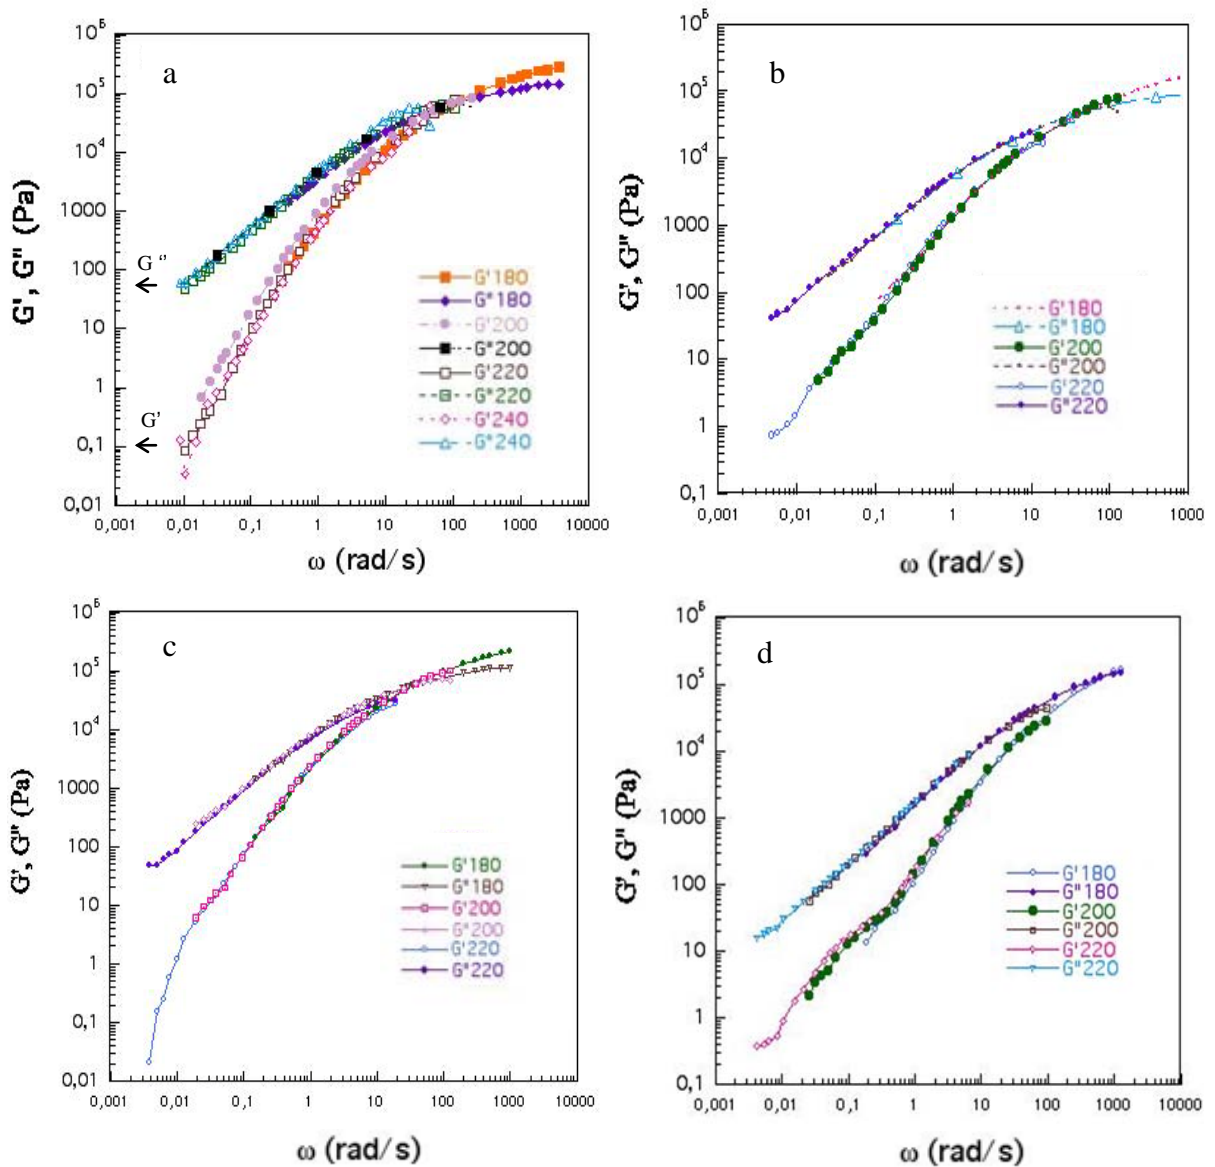 a
G', G" (Pa)
10⁶
10⁵
10⁴
1000
100
10
1
0,1
0,01
G"
G'
G'180
G"180
G'200
G"200
G'220
G"220
G'240
G"240
0,001 0,01 0,1 1 10 100 1000 10000
ω (rad/s)
b
G', G" (Pa)
10⁶
10⁵
10⁴
1000
100
10
1
0,1
G'180
G"180
G'200
G"200
G'220
G"220
0,001 0,01 0,1 1 10 100 1000
ω (rad/s)
c
G', G" (Pa)
10⁶
10⁵
10⁴
1000
100
10
1
0,1
0,01
G'180
G"180
G'200
G"200
G'220
G"220
0,001 0,01 0,1 1 10 100 1000 10000
ω (rad/s)
d
G', G" (Pa)
10⁶
10⁵
10⁴
1000
100
10
1
0,1
G'180
G"180
G'200
G"200
G'220
G"220
0,001 0,01 0,1 1 10 100 1000 10000
ω (rad/s)